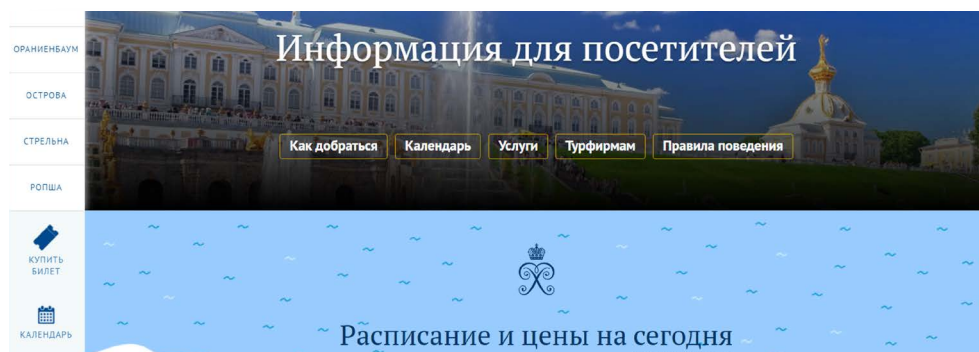 ОРАНИЕНБАУМ
ОСТРОВА
СТРЕЛЬНА
РОПША
КУПИТЬ
БИЛЕТ
КАЛЕНДАРЬ
Информация для посетителей
Как добраться Календарь Услуги Турфирмам Правила поведения
Расписание и цены на сегодня